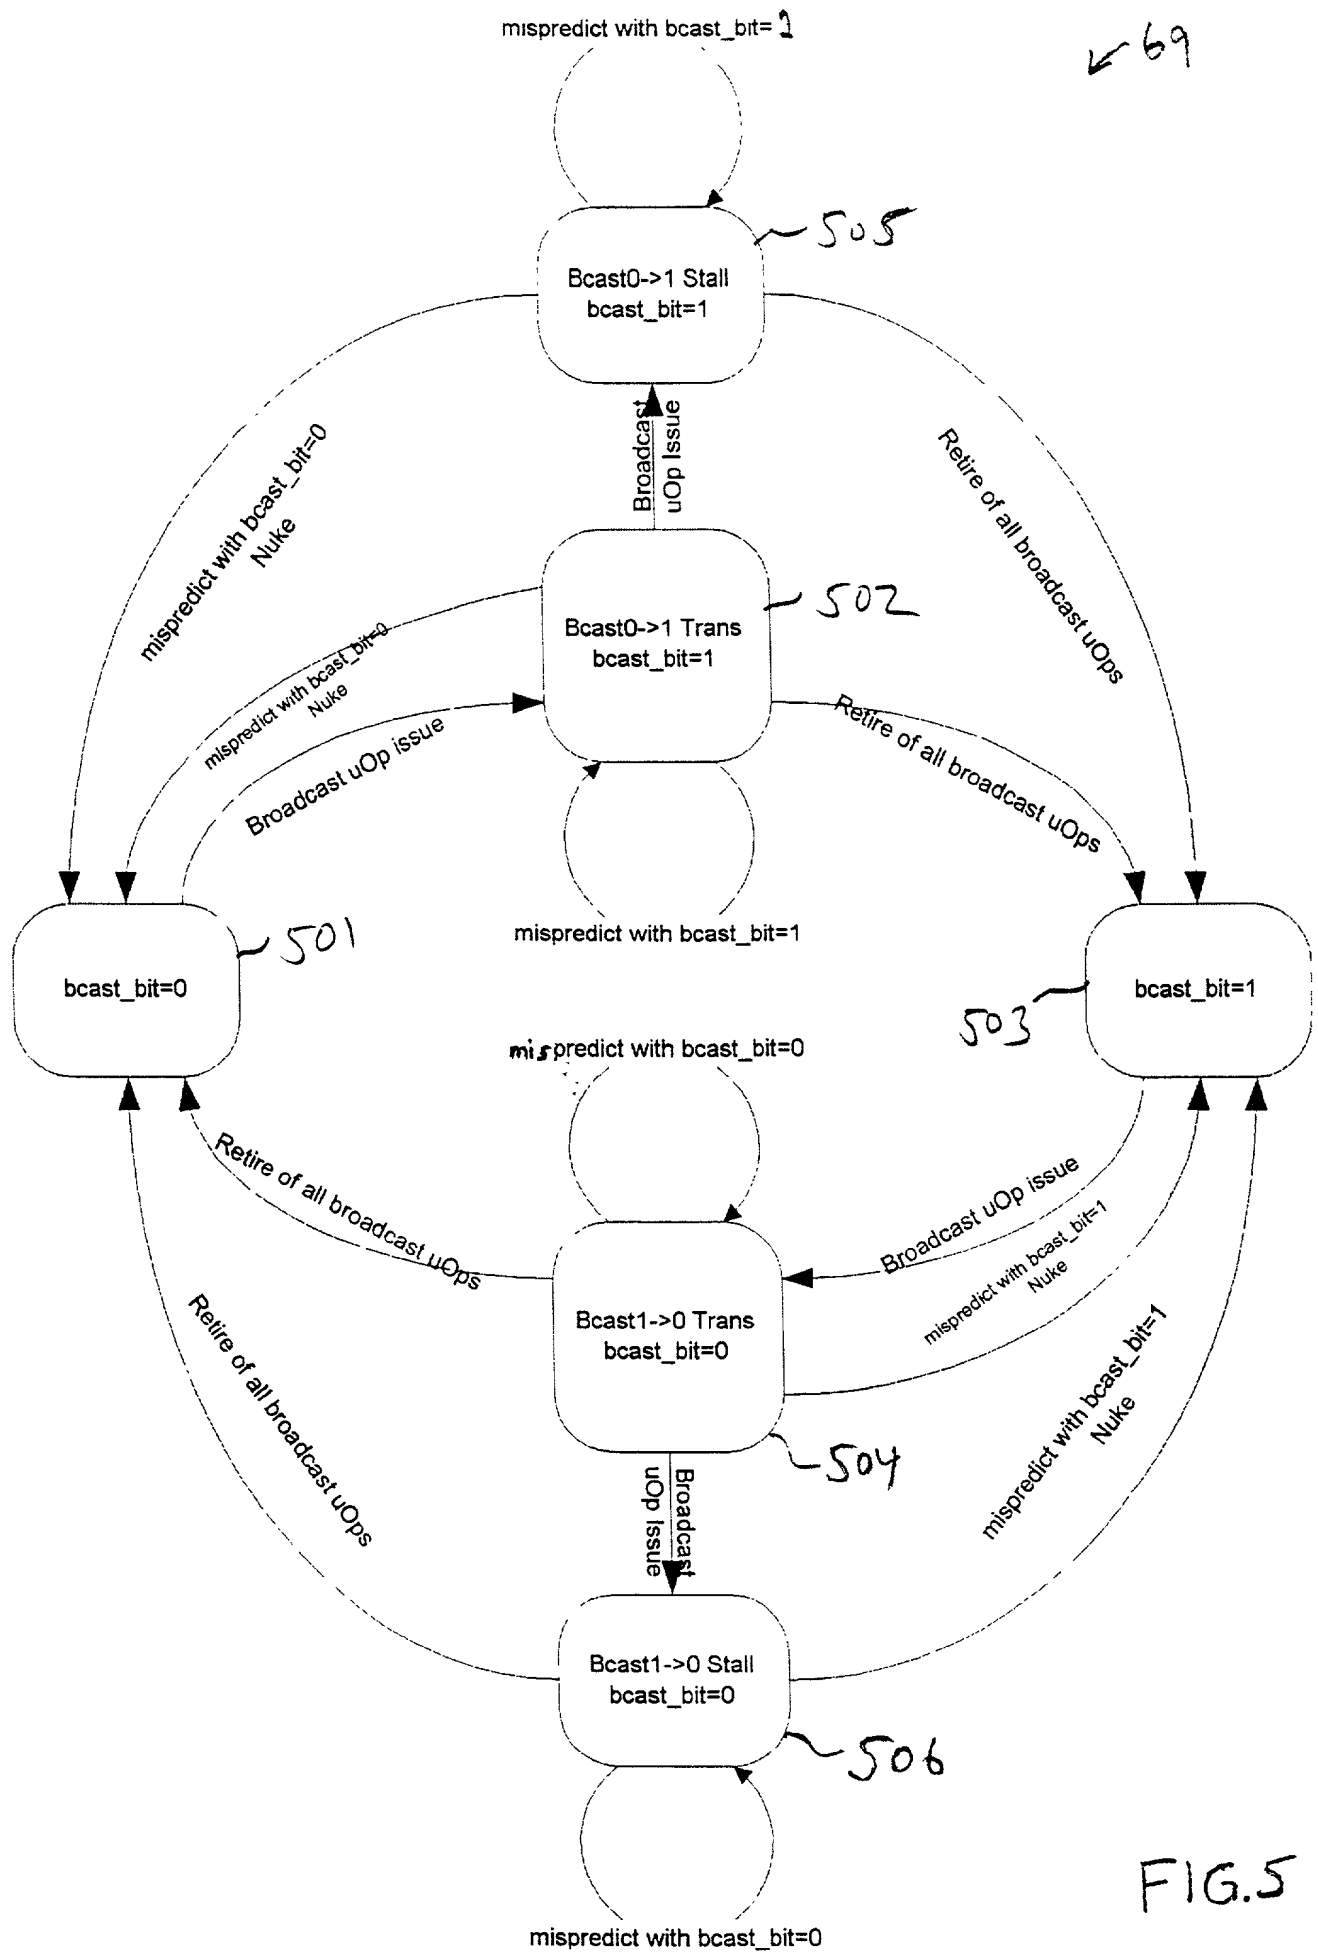 mispredict with bcast_bit=1
69
505
Bcast0->1 Stall
bcast_bit=1
Broadcast
uOp Issue
mispredict with bcast_bit=0
Nuke
Retire of all broadcast uOps
502
Bcast0->1 Trans
bcast_bit=1
mispredict with bcast_bit=0
Nuke
Broadcast uOp issue
Retire of all broadcast uOps
mispredict with bcast_bit=1
501
bcast_bit=0
503
bcast_bit=1
mispredict with bcast_bit=0
Retire of all broadcast uOps
Broadcast uOp issue
mispredict with bcast_bit=1
Nuke
Bcast1->0 Trans
bcast_bit=0
504
Retire of all broadcast uOps
Broadcast
uOp Issue
mispredict with bcast_bit=1
Nuke
Bcast1->0 Stall
bcast_bit=0
506
mispredict with bcast_bit=0
FIG.5